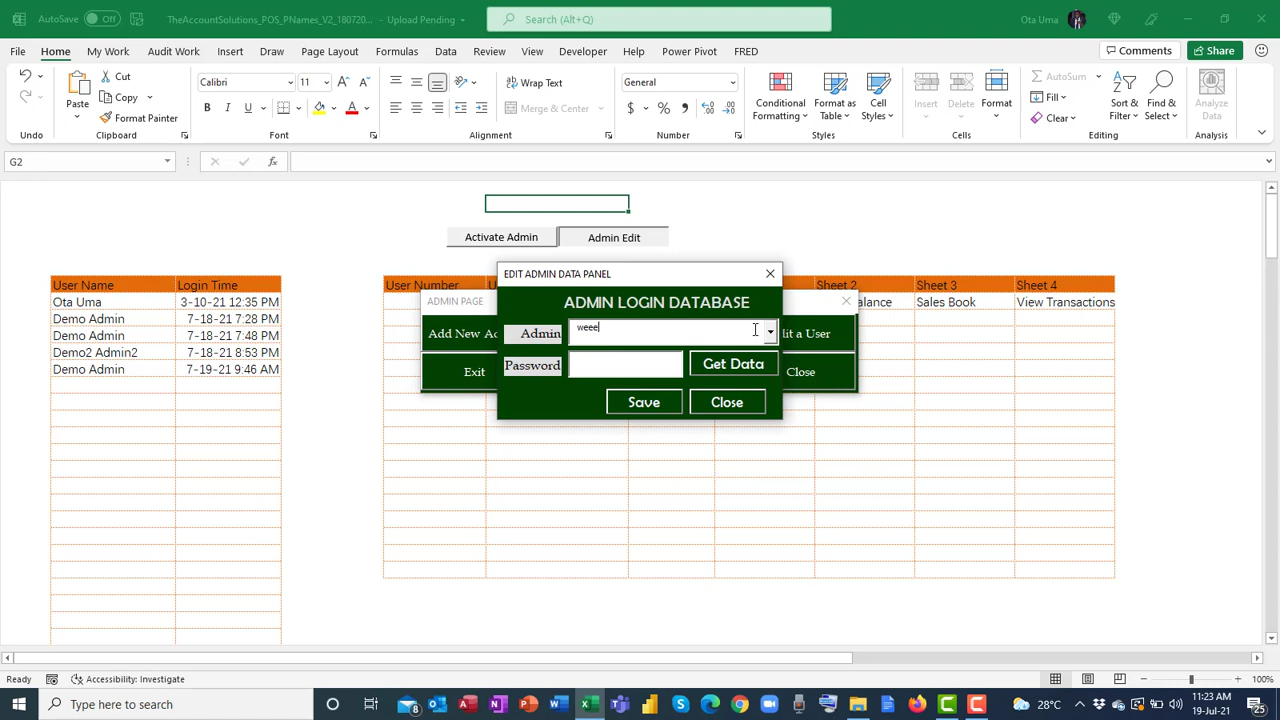 AutoSave Off TheAccountSolutions_POS_PNames_V2_180720... - Upload Pending Search (Alt+Q) Ota Uma
File Home My Work Audit Work Insert Draw Page Layout Formulas Data Review View Developer Help Power Pivot FRED Comments Share
Undo
Paste Cut
Copy
Format Painter
Clipboard
Calibri 11
B I U A
Font
Wrap Text
Merge & Center
Alignment
General
$ % ,
Number
Conditional Formatting
Format as Table
Cell Styles
Styles
Insert Delete Format
Cells
AutoSum
Fill
Clear
Sort & Filter
Find & Select
Editing
Analyze Data
Analysis
G2 fx
Activate Admin Admin Edit
User Name Login Time
Ota Uma 3-10-21 12:35 PM
Demo Admin 7-18-21 7:28 PM
Demo Admin 7-18-21 7:48 PM
Demo2 Admin2 7-18-21 8:53 PM
Demo Admin 7-19-21 9:46 AM
User Number U Sheet 2 Sheet 3 Sheet 4
alance Sales Book View Transactions
ADMIN PAGE
Add New Ad it a User
Exit Close
EDIT ADMIN DATA PANEL
ADMIN LOGIN DATABASE
Admin weee
Password Get Data
Save Close
Ready Accessibility: Investigate 100%
Type here to search 8 28°C 11:23 AM
19-Jul-21 25